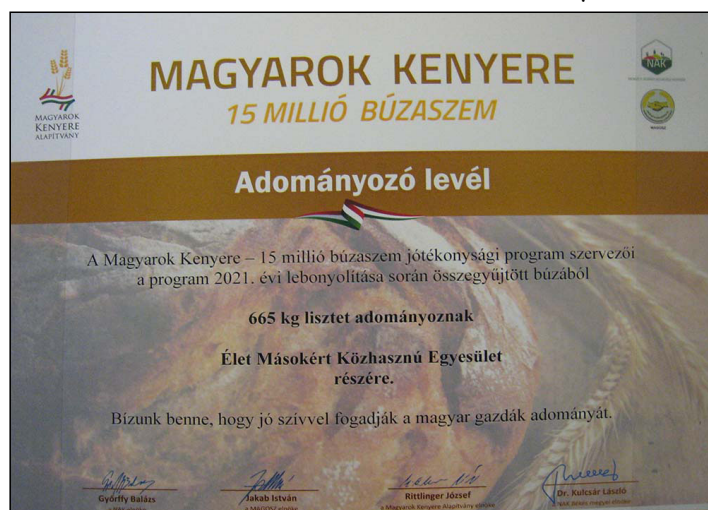 MAGYAROK KENYERE
15 MILLIÓ BÚZASZEM
MAGYAROK
KENYERE
ALAPÍTVÁNY
NAK
Adományozó levél
A Magyarok Kenyere – 15 millió búzaszem jótékonysági program szervezői
a program 2021. évi lebonyolítása során összegyűjtött búzából
665 kg lisztet adományoznak
Élet Másokért Közhasznú Egyesület
részére.
Bízunk benne, hogy jó szívvel fogadják a magyar gazdák adományát.
Győrffy Balázs
Jakab István
a MAGOSZ elnöke
Rittlinger József
a Magyarok Kenyere Alapítvány elnöke
Dr. Kulcsár László